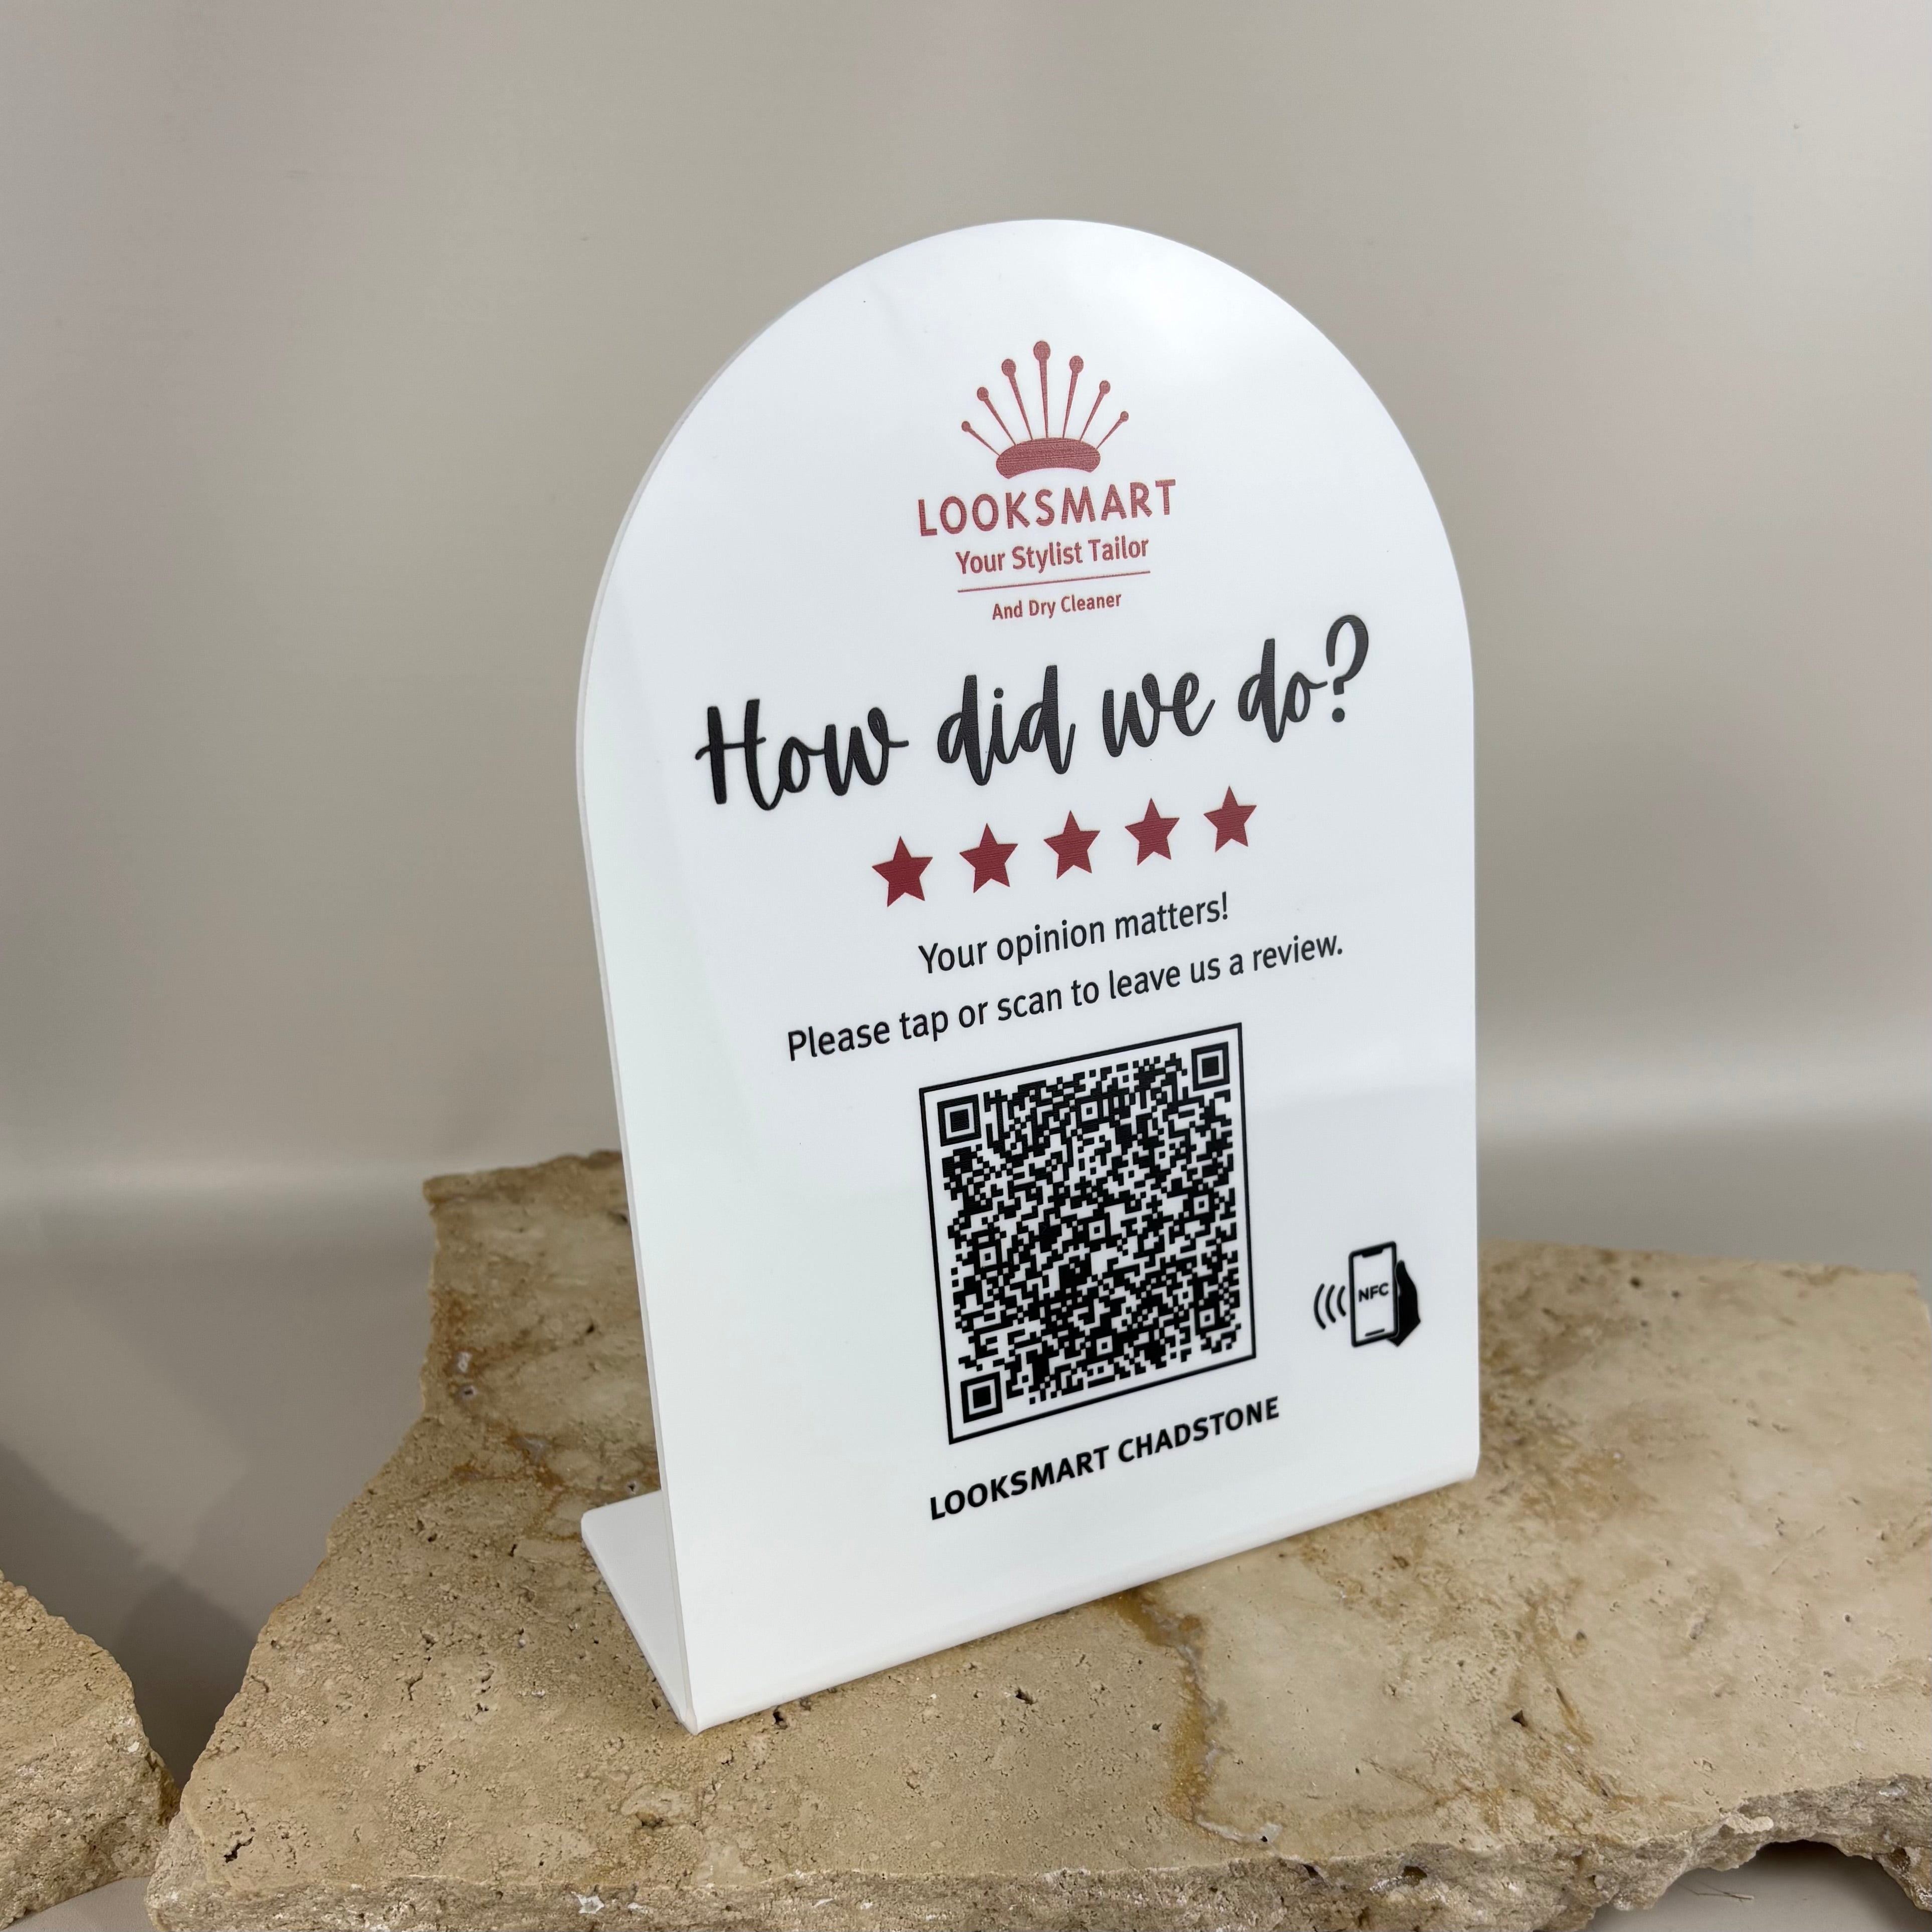 LOOKSMART
Your Stylist Tailor
And Dry Cleaner
How did we do?
Your opinion matters!
Please tap or scan to leave us a review.
NFC
LOOKSMART CHADSTONE